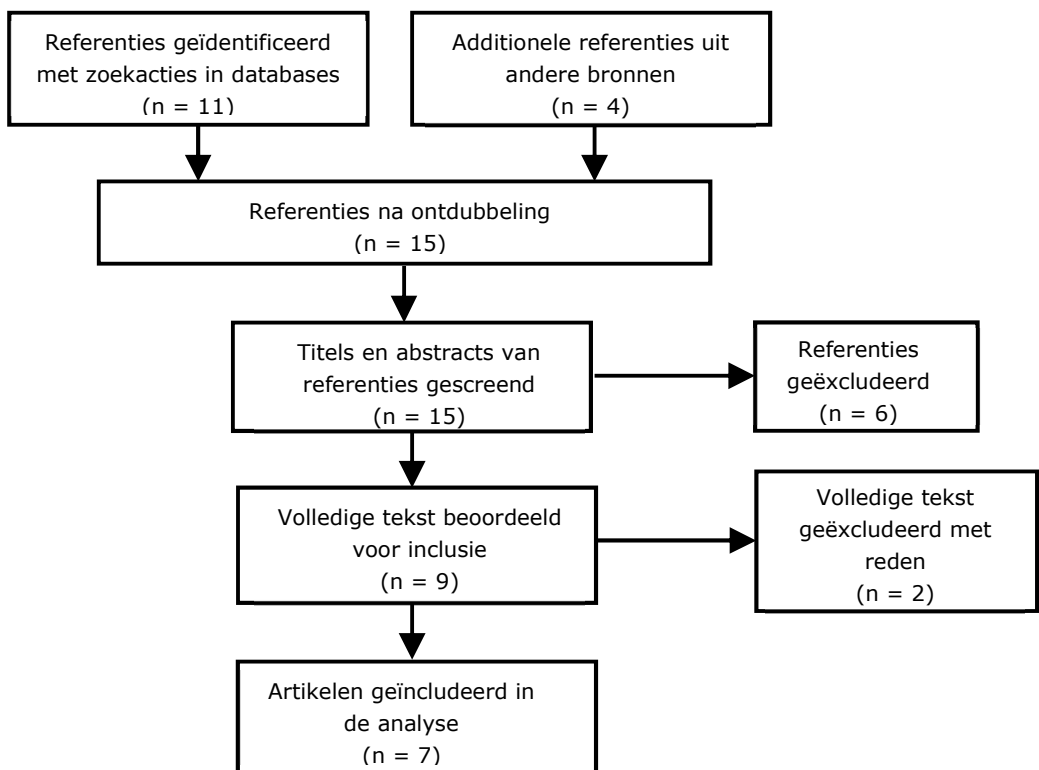 Referenties geïdentificeerd
met zoekacties in databases
(n = 11)
Additionele referenties uit
andere bronnen
(n = 4)
Referenties na ontdubbeling
(n = 15)
Titels en abstracts van
referenties gescreend
(n = 15)
Referenties
geëxcludeerd
(n = 6)
Volledige tekst beoordeeld
voor inclusie
(n = 9)
Volledige tekst
geëxcludeerd met
reden
(n = 2)
Artikelen geïncludeerd in
de analyse
(n = 7)